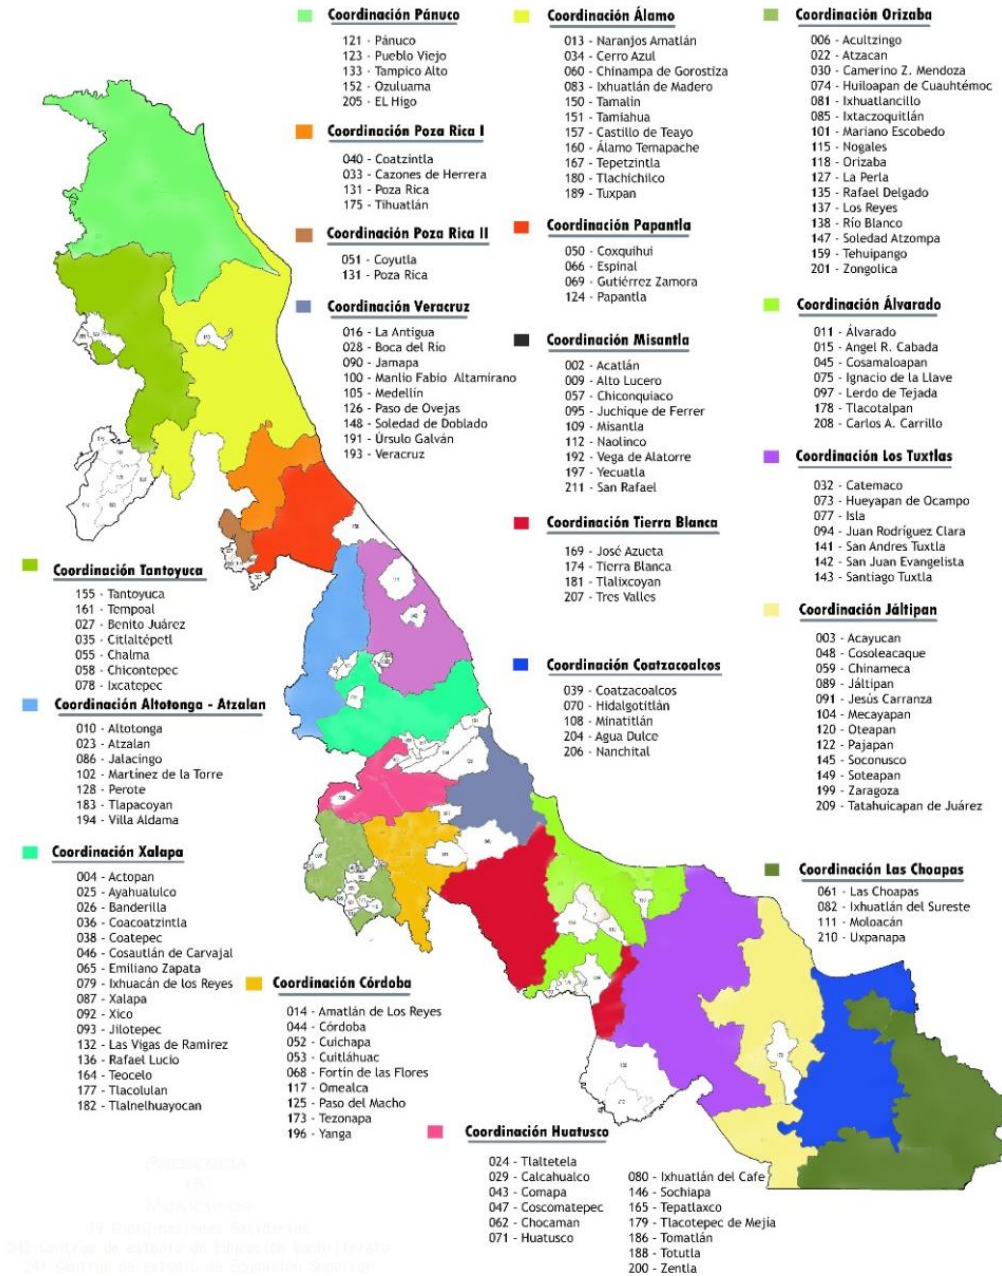 Coordinación Pánuco
121 - Pánuco
123 - Pueblo Viejo
133 - Tampico Alto
152 - Ozuluama
205 - EL Higo
Coordinación Poza Rica I
040 - Coatzintla
033 - Cazones de Herrera
131 - Poza Rica
175 - Tihuatlán
Coordinación Poza Rica II
051 - Coyutla
131 - Poza Rica
Coordinación Veracruz
016 - La Antigua
028 - Boca del Río
090 - Jamapa
100 - Manlio Fabio Altamirano
105 - Medellín
126 - Paso de Ovejas
148 - Soledad de Doblado
191 - Úrsulo Galván
193 - Veracruz
Coordinación Álamo
013 - Naranjos Amatlán
034 - Cerro Azul
060 - Chinampa de Gorostiza
083 - Ixhuatlán de Madero
150 - Tamalin
151 - Tamiahua
157 - Castillo de Teayo
160 - Álamo Temapache
167 - Tepetzintla
180 - Tlachichilco
189 - Tuxpan
Coordinación Papantla
050 - Coxquihui
066 - Espinal
069 - Gutiérrez Zamora
124 - Papantla
Coordinación Misantla
002 - Acatlán
009 - Alto Lucero
057 - Chiconquiaco
095 - Juchique de Ferrer
109 - Misantla
112 - Naolinco
192 - Vega de Alatorre
197 - Yecuatla
211 - San Rafael
Coordinación Tierra Blanca
169 - José Azueta
174 - Tierra Blanca
181 - Tlalixcoyan
207 - Tres Valles
Coordinación Coatzacoalcos
039 - Coatzacoalcos
070 - Hidalgotitlán
108 - Minatitlán
204 - Agua Dulce
206 - Nanchital
Coordinación Orizaba
006 - Acultzingo
022 - Atzacan
030 - Camerino Z. Mendoza
074 - Huiloapan de Cuauhtémoc
081 - Ixhuatlancillo
085 - Ixtaczoquitlán
101 - Mariano Escobedo
115 - Nogales
118 - Orizaba
127 - La Perla
135 - Rafael Delgado
137 - Los Reyes
138 - Río Blanco
147 - Soledad Atzompa
159 - Tehuipango
201 - Zongolica
Coordinación Álvarado
011 - Álvarado
015 - Angel R. Cabada
045 - Cosamaloapan
075 - Ignacio de la Llave
097 - Lerdo de Tejada
178 - Tlacotalpan
208 - Carlos A. Carrillo
Coordinación Los Tuxtlas
032 - Catemaco
073 - Hueyapan de Ocampo
077 - Isla
094 - Juan Rodríguez Clara
141 - San Andres Tuxtla
142 - San Juan Evangelista
143 - Santiago Tuxtla
Coordinación Jáltipan
003 - Acayucan
048 - Cosoleacaque
059 - Chinameca
089 - Jáltipan
091 - Jesús Carranza
104 - Mecayapan
120 - Oteapan
122 - Pajapan
145 - Soconusco
149 - Soteapan
199 - Zaragoza
209 - Tatahuicapan de Juárez
Coordinación Las Choapas
061 - Las Choapas
082 - Ixhuatlán del Sureste
111 - Moloacán
210 - Uxpanapa
Coordinación Tantoyuca
155 - Tantoyuca
161 - Tempoal
027 - Benito Juárez
035 - Citlaltépetl
055 - Chalma
058 - Chicontepec
078 - Ixcatepec
Coordinación Altotonga - Atzalan
010 - Altotonga
023 - Atzalan
086 - Jalacingo
102 - Martínez de la Torre
128 - Perote
183 - Tlapacoyan
194 - Villa Aldama
Coordinación Xalapa
004 - Actopan
025 - Ayahualulco
026 - Banderilla
036 - Coacoatzintla
038 - Coatepec
046 - Cosautlán de Carvajal
065 - Emiliano Zapata
079 - Ixhuacán de los Reyes
087 - Xalapa
092 - Xico
093 - Jilotepec
132 - Las Vigas de Ramirez
136 - Rafael Lucio
164 - Teocelo
177 - Tlacolulan
182 - Tlalnelhuayocan
Coordinación Córdoba
014 - Amatlán de Los Reyes
044 - Córdoba
052 - Cuichapa
053 - Cuitláhuac
068 - Fortín de las Flores
117 - Omealca
125 - Paso del Macho
173 - Tezonapa
196 - Yanga
Coordinación Huatusco
024 - Tlaltetela
029 - Calcahualco
043 - Comapa
047 - Coscomatepec
062 - Chocaman
071 - Huatusco
080 - Ixhuatlán del Cafe
146 - Sochiapa
165 - Tepatlaxco
179 - Tlacotepec de Mejía
186 - Tomatlán
188 - Totutla
200 - Zentla